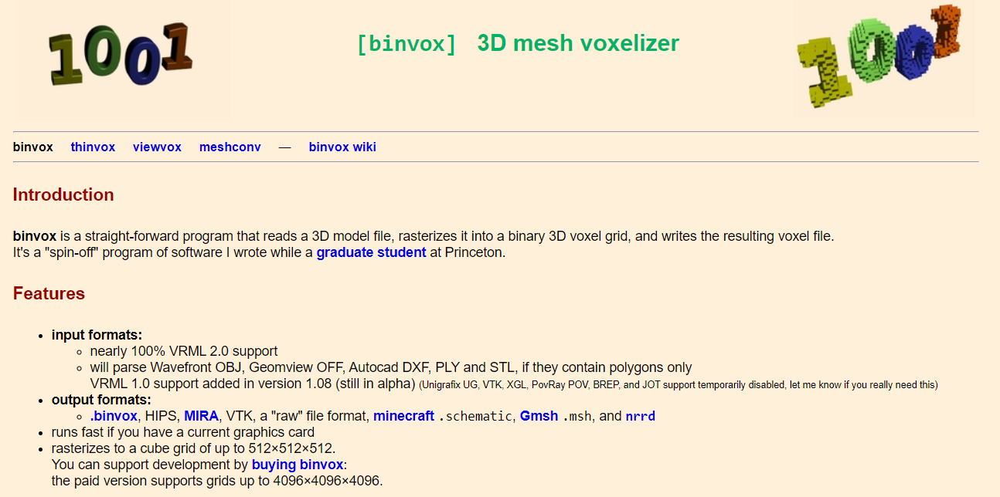 1001
[binvox] 3D mesh voxelizer
1001
binvox thinvox viewvox meshconv — binvox wiki
Introduction
binvox is a straight-forward program that reads a 3D model file, rasterizes it into a binary 3D voxel grid, and writes the resulting voxel file.
It's a "spin-off" program of software I wrote while a graduate student at Princeton.
Features
• input formats:
◦ nearly 100% VRML 2.0 support
◦ will parse Wavefront OBJ, Geomview OFF, Autocad DXF, PLY and STL, if they contain polygons only
VRML 1.0 support added in version 1.08 (still in alpha) (Unigrafix UG, VTK, XGL, PovRay POV, BREP, and JOT support temporarily disabled, let me know if you really need this)
• output formats:
◦ .binvox, HIPS, MIRA, VTK, a "raw" file format, minecraft .schematic, Gmsh .msh, and nrrd
• runs fast if you have a current graphics card
• rasterizes to a cube grid of up to 512×512×512.
You can support development by buying binvox:
the paid version supports grids up to 4096×4096×4096.